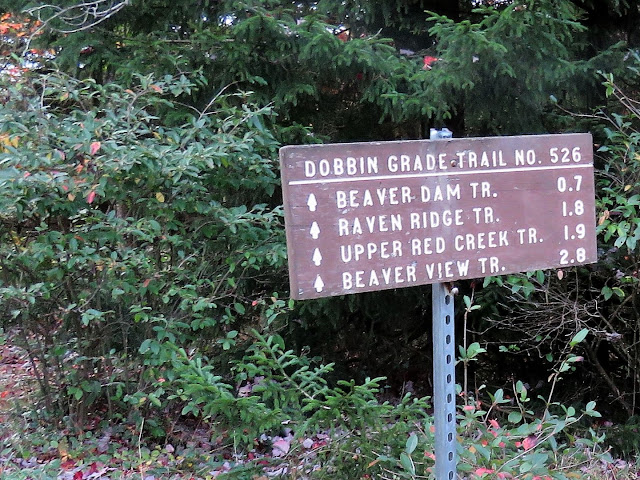 DOBBIN GRADE TRAIL NO. 526
BEAVER DAM TR. 0.7
RAVEN RIDGE TR. 1.8
UPPER RED CREEK TR. 1.9
BEAVER VIEW TR. 2.8